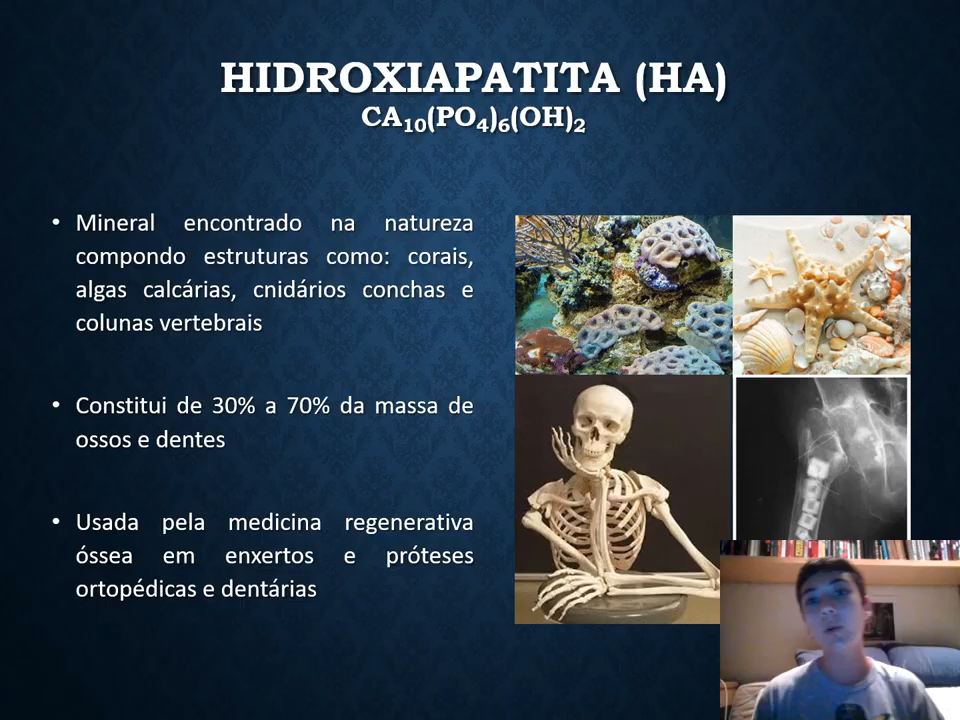 HIDROXIAPATITA (HA)
CA₁₀(PO₄)₆(OH)₂
• Mineral encontrado na natureza
compondo estruturas como: corais,
algas calcárias, cnidários conchas e
colunas vertebrais
• Constitui de 30% a 70% da massa de
ossos e dentes
• Usada pela medicina regenerativa
óssea em enxertos e próteses
ortopédicas e dentárias